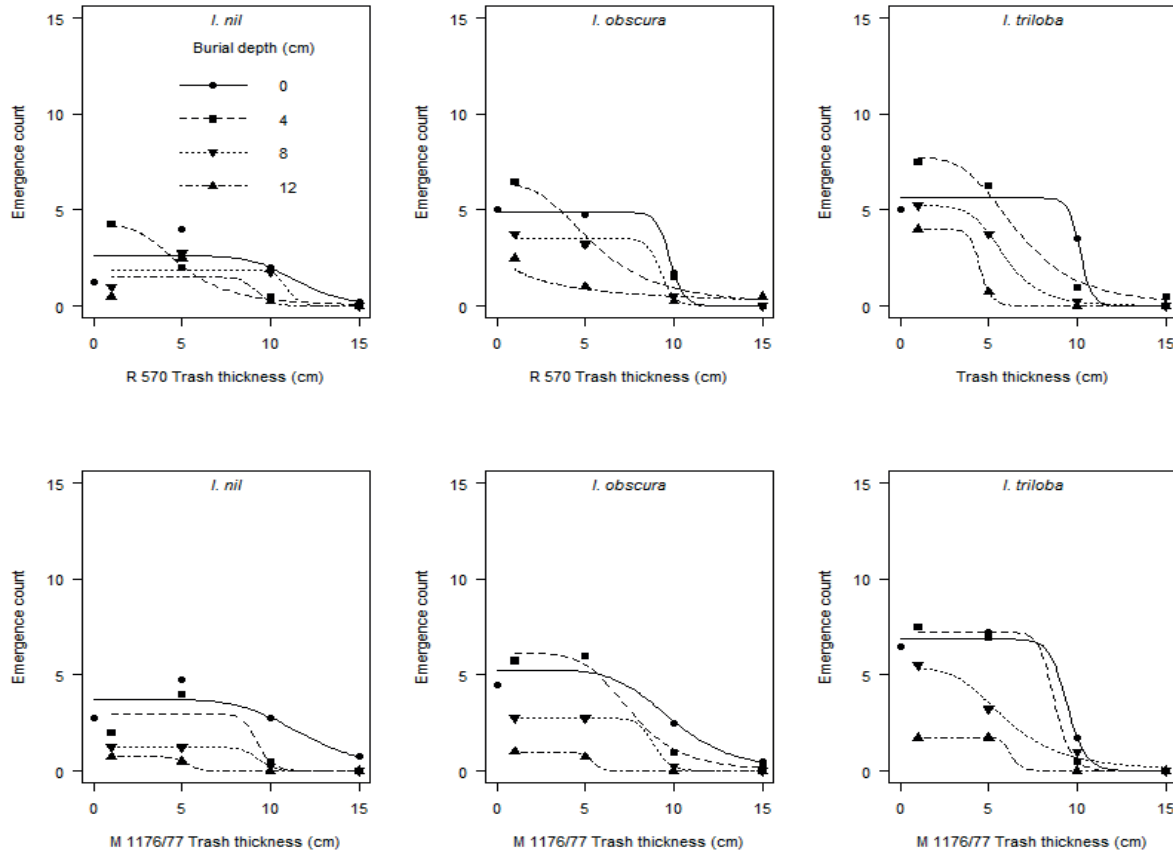 I. nil
Burial depth (cm)
0
4
8
12
15
10
5
0
Emergence count
0 5 10 15
R 570 Trash thickness (cm)
I. obscura
15
10
5
0
Emergence count
0 5 10 15
R 570 Trash thickness (cm)
I. triloba
15
10
5
0
Emergence count
0 5 10 15
Trash thickness (cm)
I. nil
15
10
5
0
Emergence count
0 5 10 15
M 1176/77 Trash thickness (cm)
I. obscura
15
10
5
0
Emergence count
0 5 10 15
M 1176/77 Trash thickness (cm)
I. triloba
15
10
5
0
Emergence count
0 5 10 15
M 1176/77 Trash thickness (cm)